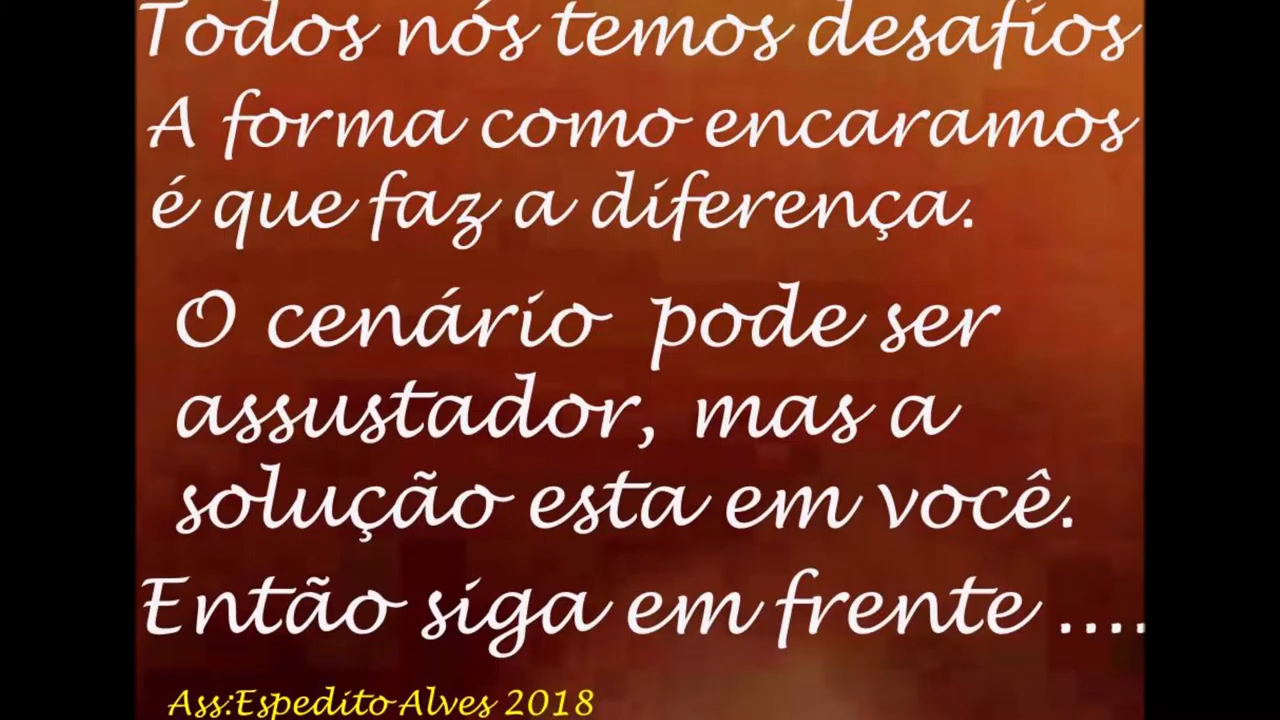 Todos nós temos desafios
A forma como encaramos
é que faz a diferença.
O cenário pode ser
assustador, mas a
solução esta em você.
Então siga em frente ....
Ass:Espedito Alves 2018